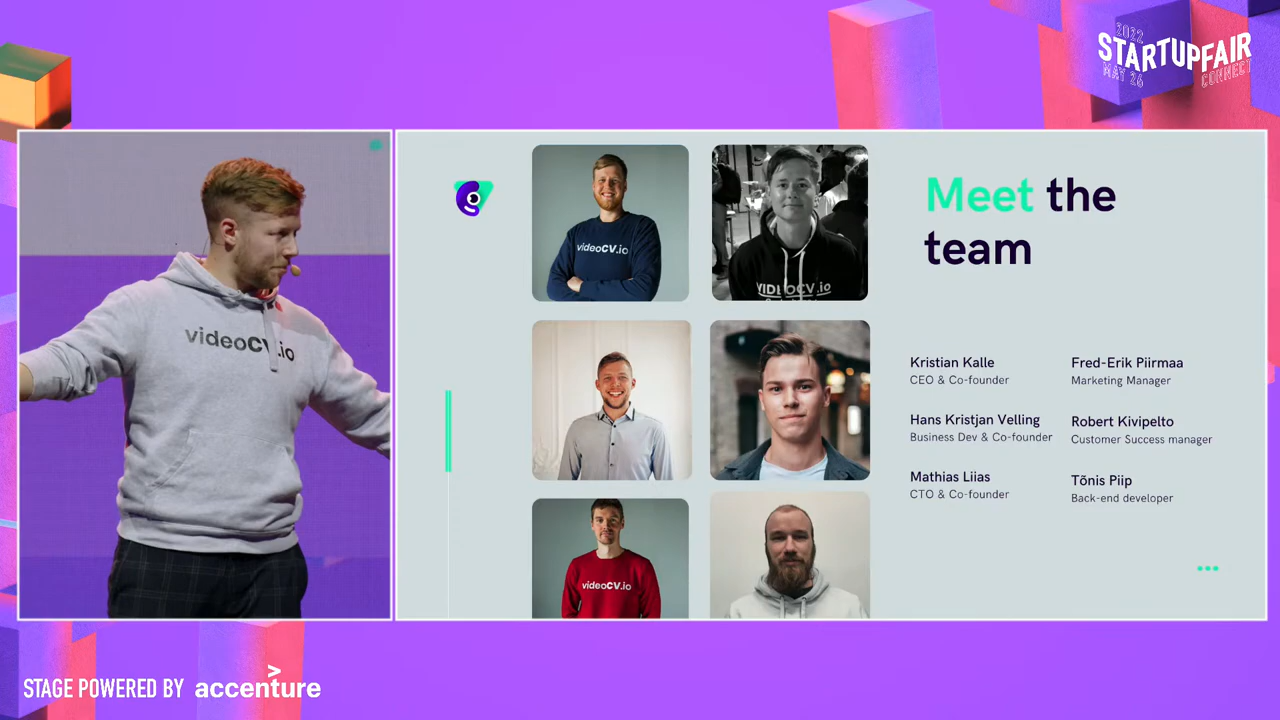 2022
STARTUPFAIR
MAY 26
CONNECT
videoCV.io
videoCV.io
VIDEOCV.io
videoCV.io
Meet the
team
Kristian Kalle
CEO & Co-founder
Hans Kristjan Velling
Business Dev & Co-founder
Mathias Liias
CTO & Co-founder
Fred-Erik Piirmaa
Marketing Manager
Robert Kivipelto
Customer Success manager
Tõnis Piip
Back-end developer
STAGE POWERED BY accenture